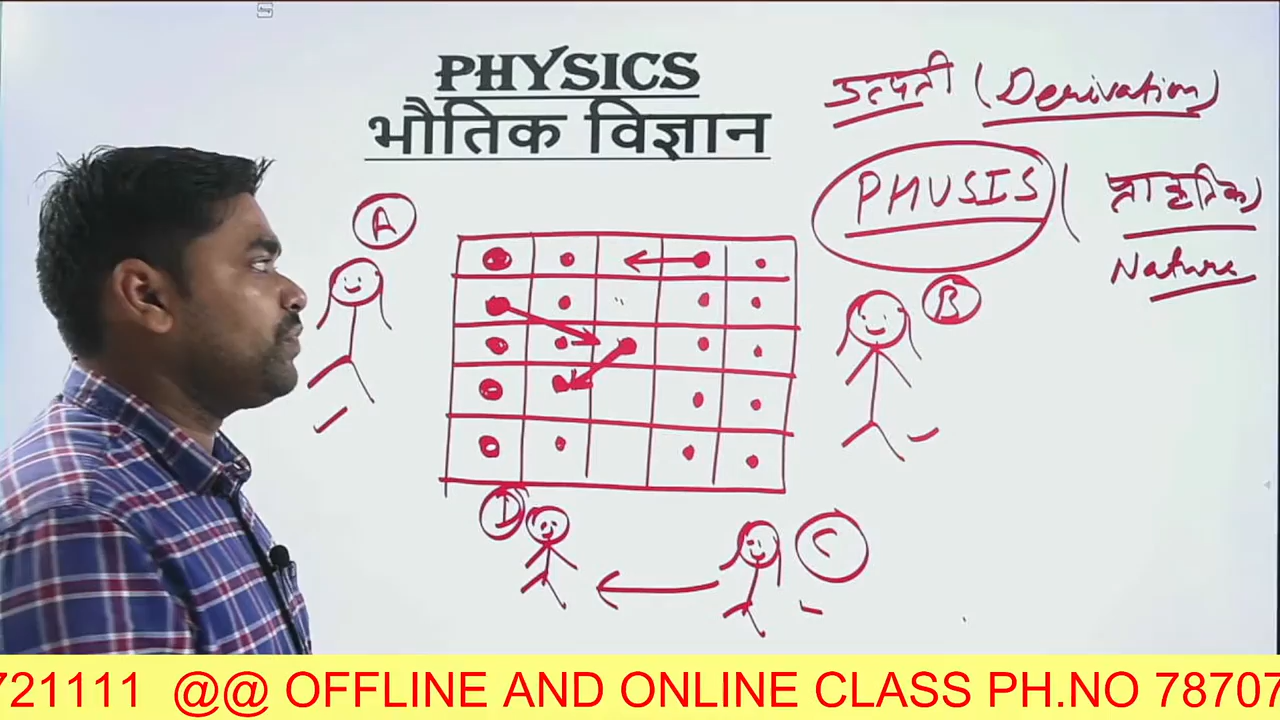 PHYSICS
भौतिक विज्ञान
उत्पती (Derivation)
PHUSIS ( प्राकृतिक)
Nature
A
B
D
C
721111 @@ OFFLINE AND ONLINE CLASS PH.NO 78707